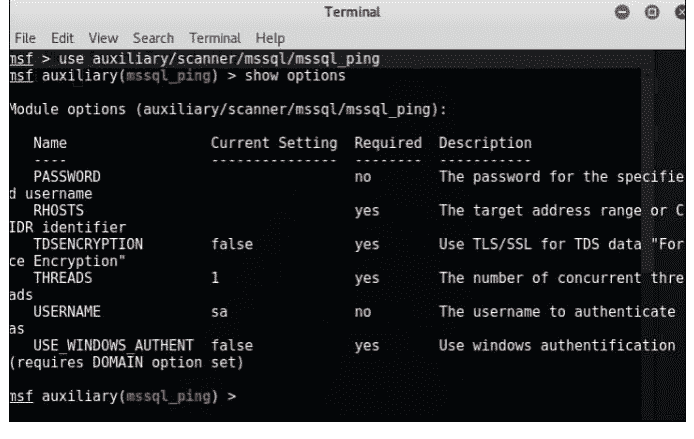 Terminal
File Edit View Search Terminal Help
msf > use auxiliary/scanner/mssql/mssql_ping
msf auxiliary(mssql_ping) > show options
Module options (auxiliary/scanner/mssql/mssql_ping):
Name Current Setting Required Description
---- --------------- -------- -----------
PASSWORD no The password for the specifie
d username
RHOSTS yes The target address range or C
IDR identifier
TDSENCRYPTION false yes Use TLS/SSL for TDS data "For
ce Encryption"
THREADS 1 yes The number of concurrent thre
ads
USERNAME sa no The username to authenticate
as
USE_WINDOWS_AUTHENT false yes Use windows authentification
(requires DOMAIN option set)
msf auxiliary(mssql_ping) >